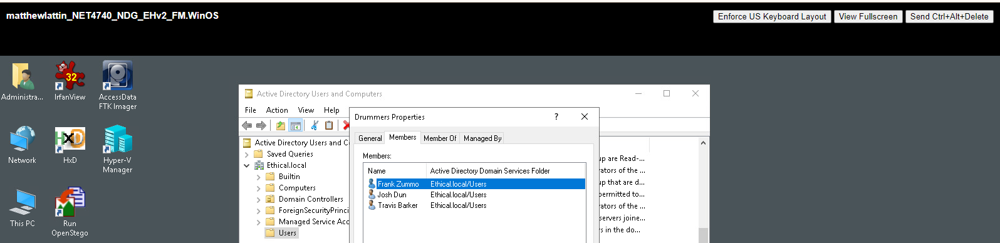 matthewlattin_NET4740_NDG_EHv2_FM.WinOS
Enforce US Keyboard Layout
View Fullscreen
Send Ctrl+Alt+Delete
Administra...
IrfanView
32
AccessData
FTK Imager
Network
HxD
HxD
Hyper-V
Manager
This PC
Run
OpenStego
Active Directory Users and Computers
File Action View Help
Active Directory Users and C
Saved Queries
Ethical.local
Builtin
Computers
Domain Controllers
ForeignSecurityPrinci
Managed Service Acc
Users
Drummers Properties
?
General Members Member Of Managed By
Members:
Name Active Directory Domain Services Folder
Frank Zummo Ethical.local/Users
Josh Dun Ethical.local/Users
Travis Barker Ethical.local/Users
up are Read-...
rators of the ...
up that are d...
permitted to...
rators of the ...
servers joine...
rs in the do...